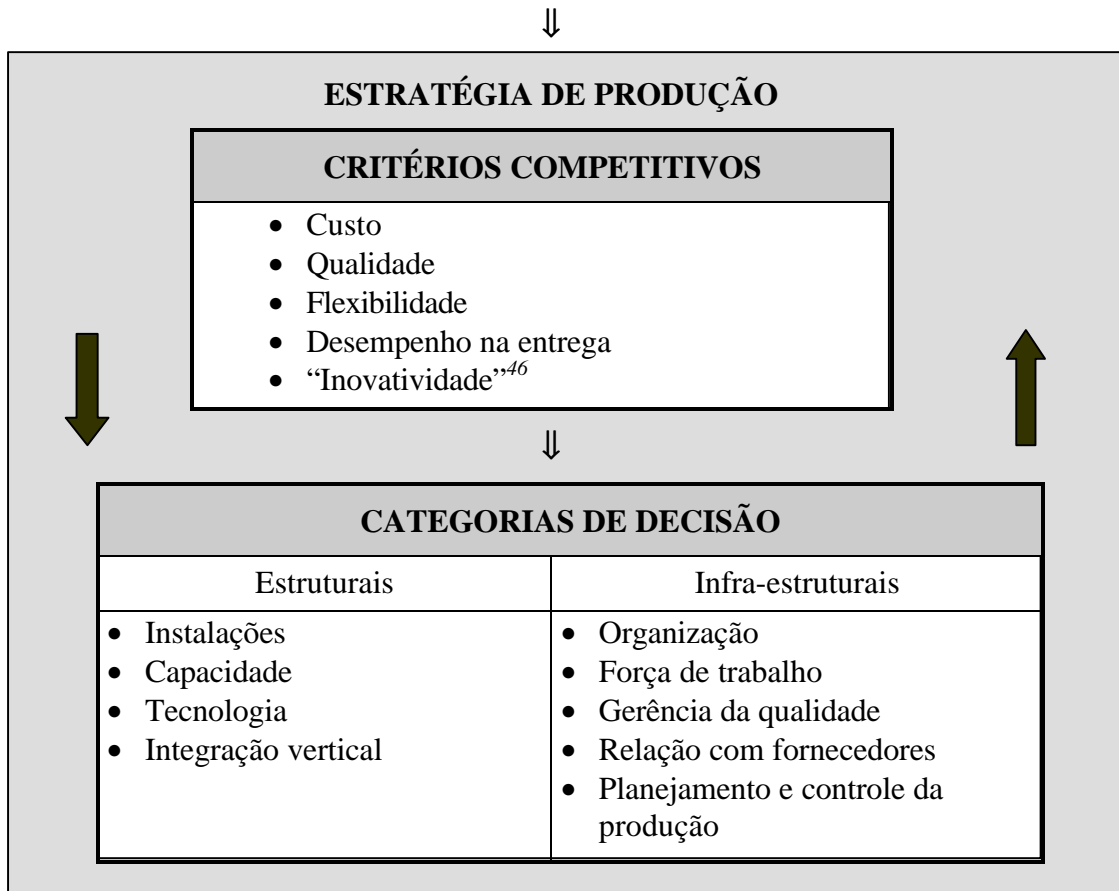 ⇓
ESTRATÉGIA DE PRODUÇÃO
CRITÉRIOS COMPETITIVOS
• Custo
• Qualidade
• Flexibilidade
• Desempenho na entrega
• “Inovatividade”46
⇓
CATEGORIAS DE DECISÃO
Estruturais
• Instalações
• Capacidade
• Tecnologia
• Integração vertical
Infra-estruturais
• Organização
• Força de trabalho
• Gerência da qualidade
• Relação com fornecedores
• Planejamento e controle da
produção